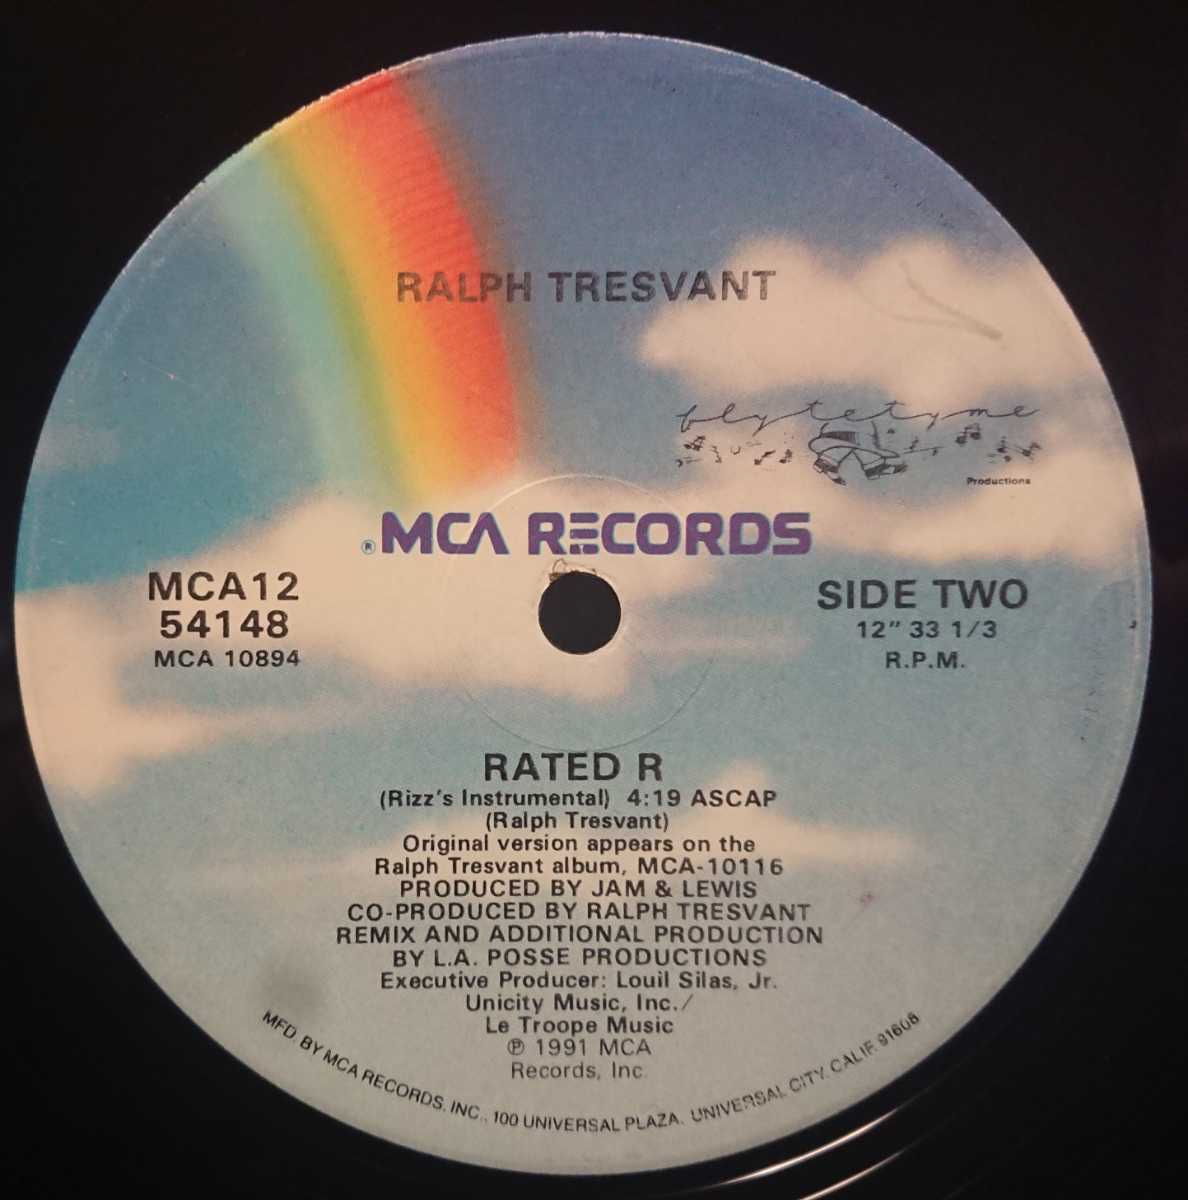 RALPH TRESVANT
flytetyme
Productions
® MCA RECORDS
MCA12
54148
MCA 10894
SIDE TWO
12" 33 1/3
R.P.M.
RATED R
(Rizz's Instrumental) 4:19 ASCAP
(Ralph Tresvant)
Original version appears on the
Ralph Tresvant album, MCA-10116
PRODUCED BY JAM & LEWIS
CO-PRODUCED BY RALPH TRESVANT
REMIX AND ADDITIONAL PRODUCTION
BY L.A. POSSE PRODUCTIONS
Executive Producer: Louil Silas, Jr.
Unicity Music, Inc./
Le Troope Music
℗ 1991 MCA
Records, Inc.
MFD. BY MCA RECORDS, INC., 100 UNIVERSAL PLAZA, UNIVERSAL CITY, CALIF. 91608